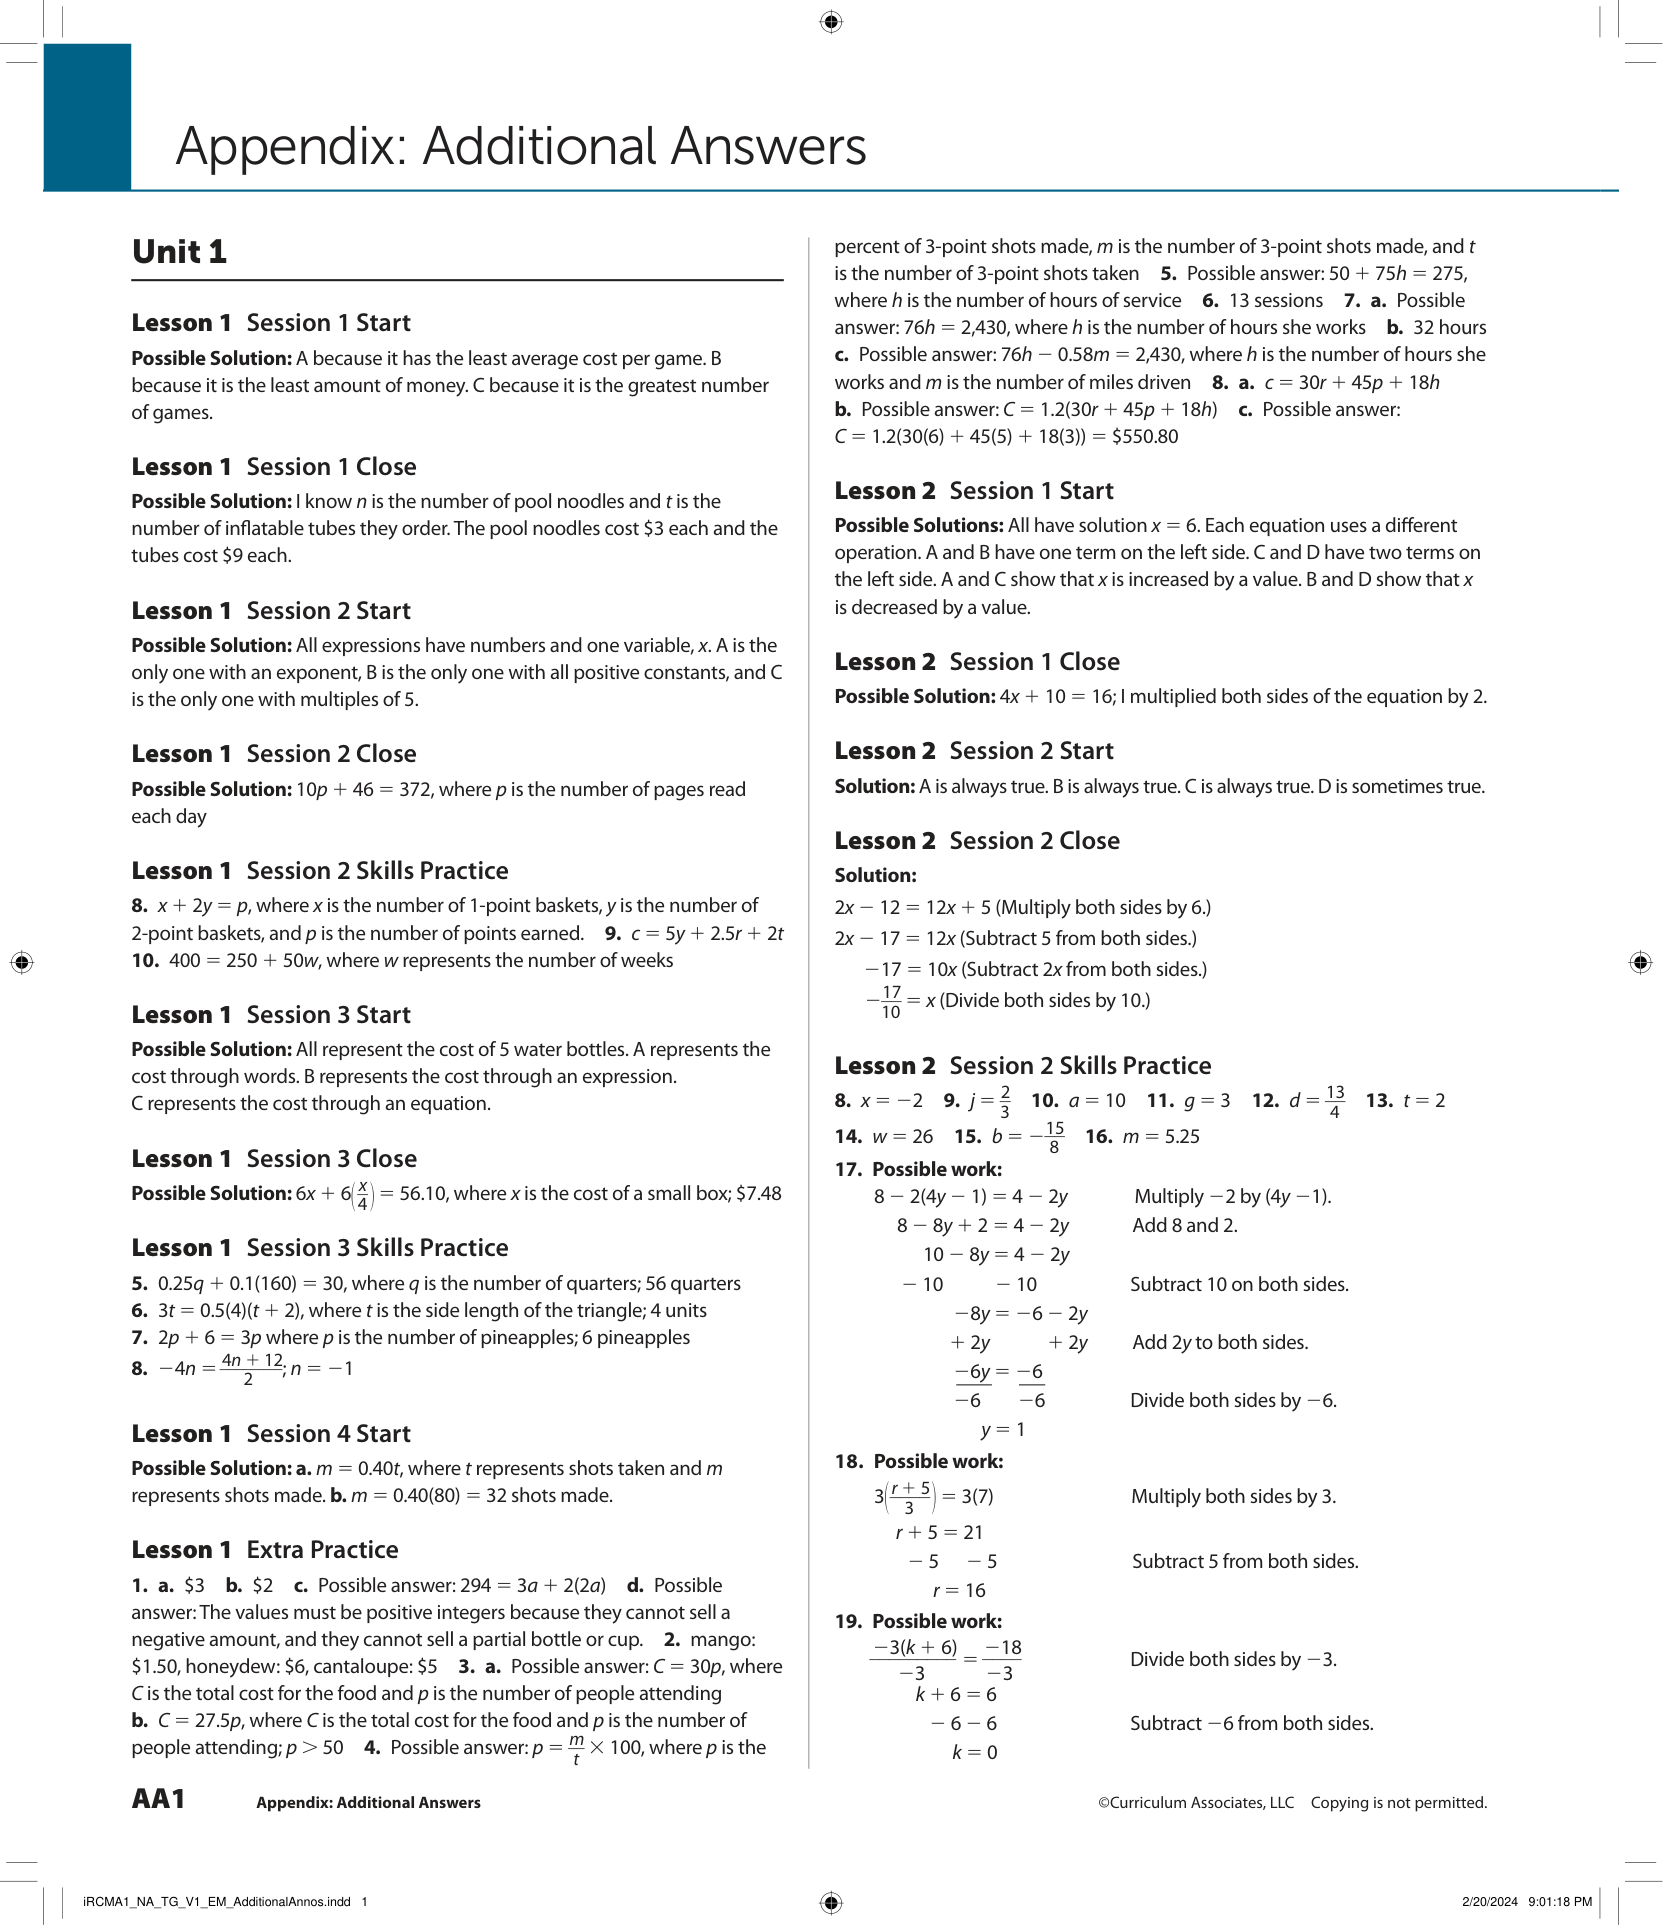 Appendix: Additional Answers
Unit 1
Lesson 1 Session 1 Start
Possible Solution: A because it has the least average cost per game. B
because it is the least amount of money. C because it is the greatest number
of games.
Lesson 1 Session 1 Close
Possible Solution: I know n is the number of pool noodles and t is the
number of inflatable tubes they order. The pool noodles cost $3 each and the
tubes cost $9 each.
Lesson 1 Session 2 Start
Possible Solution: All expressions have numbers and one variable, x. A is the
only one with an exponent, B is the only one with all positive constants, and C
is the only one with multiples of 5.
Lesson 1 Session 2 Close
Possible Solution: 10p + 46 = 372, where p is the number of pages read
each day
Lesson 1 Session 2 Skills Practice
8. x + 2y = p, where x is the number of 1-point baskets, y is the number of
2-point baskets, and p is the number of points earned. 9. c = 5y + 2.5r + 2t
10. 400 = 250 + 50w, where w represents the number of weeks
Lesson 1 Session 3 Start
Possible Solution: All represent the cost of 5 water bottles. A represents the
cost through words. B represents the cost through an expression.
C represents the cost through an equation.
Lesson 1 Session 3 Close
Possible Solution: 6x + 6(x/4) = 56.10, where x is the cost of a small box; $7.48
Lesson 1 Session 3 Skills Practice
5. 0.25q + 0.1(160) = 30, where q is the number of quarters; 56 quarters
6. 3t = 0.5(4)(t + 2), where t is the side length of the triangle; 4 units
7. 2p + 6 = 3p where p is the number of pineapples; 6 pineapples
8. −4n = (4n + 12)/2; n = −1
Lesson 1 Session 4 Start
Possible Solution: a. m = 0.40t, where t represents shots taken and m
represents shots made. b. m = 0.40(80) = 32 shots made.
Lesson 1 Extra Practice
1. a. $3 b. $2 c. Possible answer: 294 = 3a + 2(2a) d. Possible
answer: The values must be positive integers because they cannot sell a
negative amount, and they cannot sell a partial bottle or cup. 2. mango:
$1.50, honeydew: $6, cantaloupe: $5 3. a. Possible answer: C = 30p, where
C is the total cost for the food and p is the number of people attending
b. C = 27.5p, where C is the total cost for the food and p is the number of
people attending; p > 50 4. Possible answer: p = m/t × 100, where p is the
percent of 3-point shots made, m is the number of 3-point shots made, and t
is the number of 3-point shots taken 5. Possible answer: 50 + 75h = 275,
where h is the number of hours of service 6. 13 sessions 7. a. Possible
answer: 76h = 2,430, where h is the number of hours she works b. 32 hours
c. Possible answer: 76h − 0.58m = 2,430, where h is the number of hours she
works and m is the number of miles driven 8. a. c = 30r + 45p + 18h
b. Possible answer: C = 1.2(30r + 45p + 18h) c. Possible answer:
C = 1.2(30(6) + 45(5) + 18(3)) = $550.80
Lesson 2 Session 1 Start
Possible Solutions: All have solution x = 6. Each equation uses a different
operation. A and B have one term on the left side. C and D have two terms on
the left side. A and C show that x is increased by a value. B and D show that x
is decreased by a value.
Lesson 2 Session 1 Close
Possible Solution: 4x + 10 = 16; I multiplied both sides of the equation by 2.
Lesson 2 Session 2 Start
Solution: A is always true. B is always true. C is always true. D is sometimes true.
Lesson 2 Session 2 Close
Solution:
2x − 12 = 12x + 5 (Multiply both sides by 6.)
2x − 17 = 12x (Subtract 5 from both sides.)
−17 = 10x (Subtract 2x from both sides.)
−17/10 = x (Divide both sides by 10.)
Lesson 2 Session 2 Skills Practice
8. x = −2 9. j = 2/3 10. a = 10 11. g = 3 12. d = 13/4 13. t = 2
14. w = 26 15. b = −15/8 16. m = 5.25
17. Possible work:
8 − 2(4y − 1) = 4 − 2y Multiply −2 by (4y −1).
8 − 8y + 2 = 4 − 2y Add 8 and 2.
10 − 8y = 4 − 2y
− 10 − 10 Subtract 10 on both sides.
−8y = −6 − 2y
+ 2y + 2y Add 2y to both sides.
−6y = −6
−6 −6 Divide both sides by −6.
y = 1
18. Possible work:
3((r + 5)/3) = 3(7) Multiply both sides by 3.
r + 5 = 21
− 5 − 5 Subtract 5 from both sides.
r = 16
19. Possible work:
−3(k + 6)/−3 = −18/−3 Divide both sides by −3.
k + 6 = 6
− 6 − 6 Subtract −6 from both sides.
k = 0
AA1 Appendix: Additional Answers ©Curriculum Associates, LLC Copying is not permitted.
iRCMA1_NA_TG_V1_EM_AdditionalAnnos.indd 1 2/20/2024 9:01:18 PM